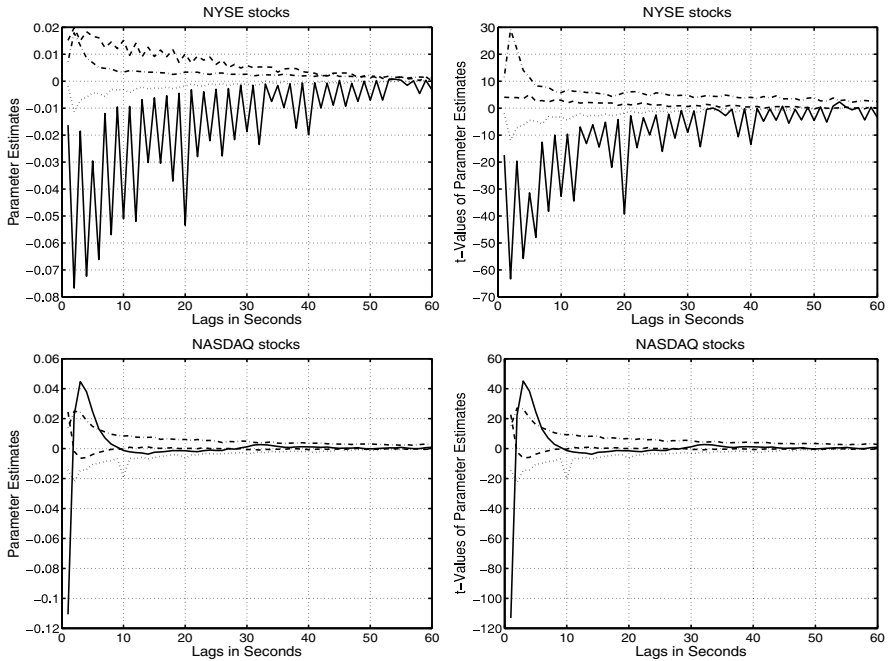 NYSE stocks
0.02
0.01
0
−0.01
−0.02
−0.03
−0.04
−0.05
−0.06
−0.07
−0.08
Parameter Estimates
0 10 20 30 40 50 60
Lags in Seconds
NYSE stocks
30
20
10
0
−10
−20
−30
−40
−50
−60
−70
t−Values of Parameter Estimates
0 10 20 30 40 50 60
Lags in Seconds
NASDAQ stocks
0.06
0.04
0.02
0
−0.02
−0.04
−0.06
−0.08
−0.1
−0.12
Parameter Estimates
0 10 20 30 40 50 60
Lags in Seconds
NASDAQ stocks
60
40
20
0
−20
−40
−60
−80
−100
−120
t−Values of Parameter Estimates
0 10 20 30 40 50 60
Lags in Seconds